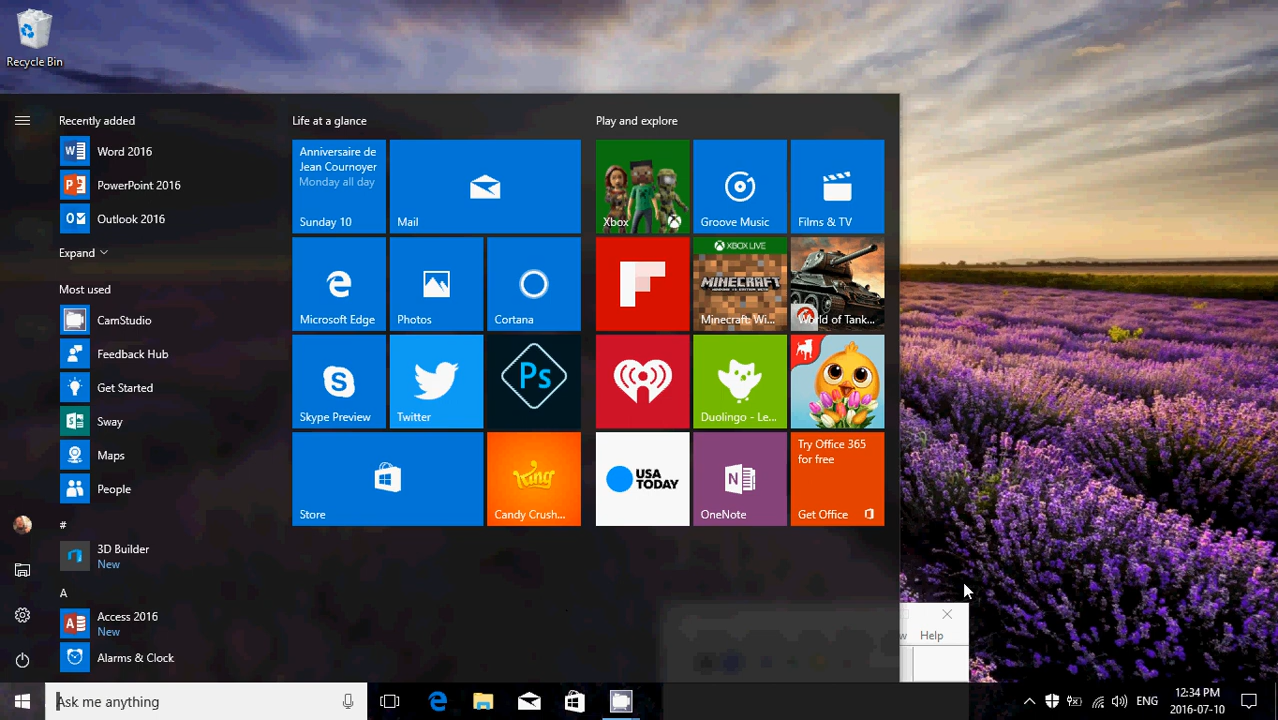 Recycle Bin
Recently added
Word 2016
PowerPoint 2016
Outlook 2016
Expand
Most used
CamStudio
Feedback Hub
Get Started
Sway
Maps
People
#
3D Builder
New
A
Access 2016
New
Alarms & Clock
Life at a glance
Anniversaire de
Jean Cournoyer
Monday all day
Sunday 10
Mail
Microsoft Edge
Photos
Cortana
Skype Preview
Twitter
Ps
Store
King
Candy Crush...
Play and explore
Xbox
Groove Music
Films & TV
XBOX LIVE
MINECRAFT
Minecraft: Wi...
World of Tank...
Duolingo - Le...
USA
TODAY
OneNote
Try Office 365
for free
Get Office
w Help
Ask me anything
ENG
12:34 PM
2016-07-10